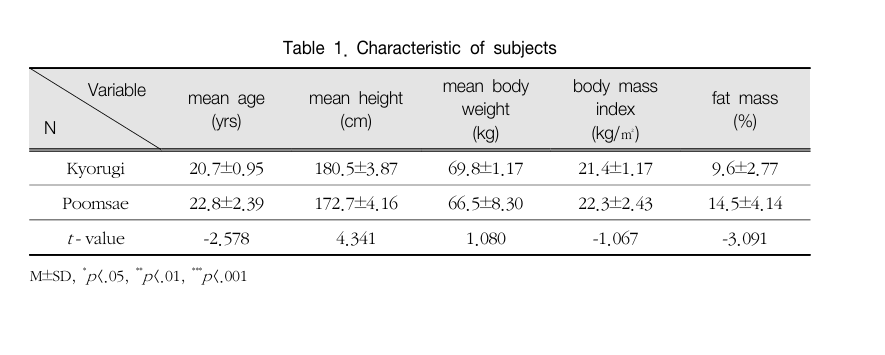 Table 1. Characteristic of subjects
Variable
N
mean age
(yrs)
mean height
(cm)
mean body
weight
(kg)
body mass
index
(kg/㎡)
fat mass
(%)
Kyorugi 20.7±0.95 180.5±3.87 69.8±1.17 21.4±1.17 9.6±2.77
Poomsae 22.8±2.39 172.7±4.16 66.5±8.30 22.3±2.43 14.5±4.14
t-value -2.578 4.341 1.080 -1.067 -3.091
M±SD, *p<.05, **p<.01, ***p<.001